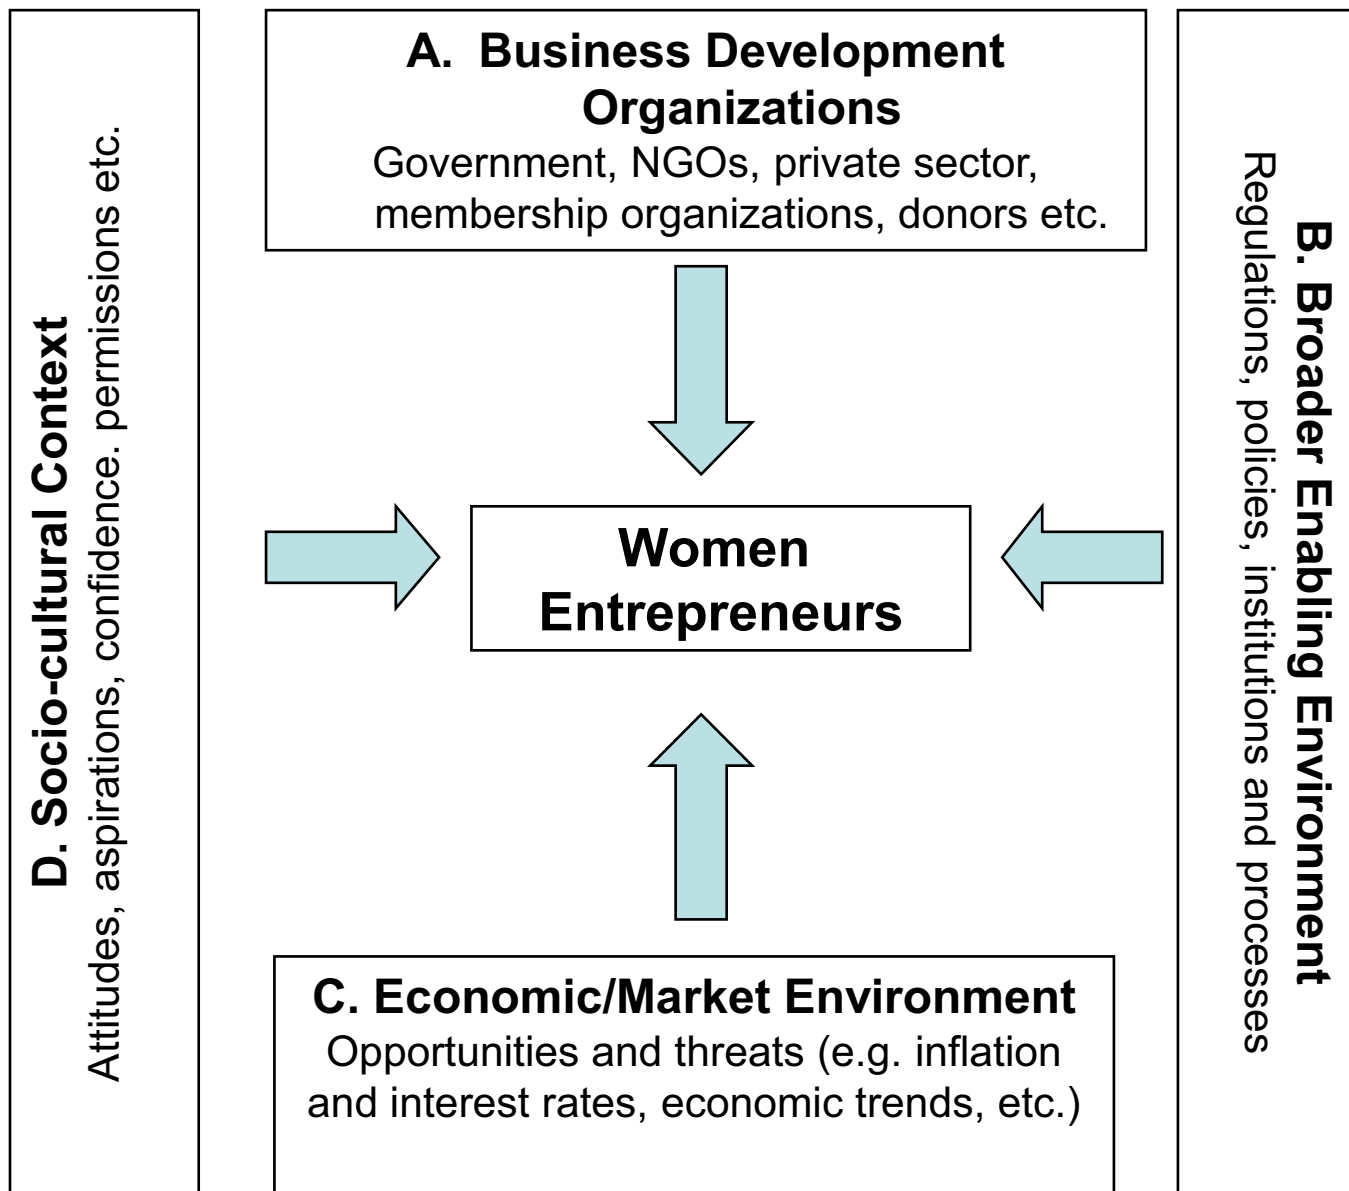 A. Business Development
Organizations
Government, NGOs, private sector,
membership organizations, donors etc.
B. Broader Enabling Environment
Regulations, policies, institutions and processes
Women
Entrepreneurs
C. Economic/Market Environment
Opportunities and threats (e.g. inflation
and interest rates, economic trends, etc.)
D. Socio-cultural Context
Attitudes, aspirations, confidence. permissions etc.